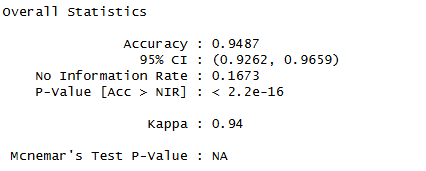 Overall Statistics
Accuracy : 0.9487
95% CI : (0.9262, 0.9659)
No Information Rate : 0.1673
P-Value [Acc > NIR] : < 2.2e-16
Kappa : 0.94
Mcnemar's Test P-Value : NA